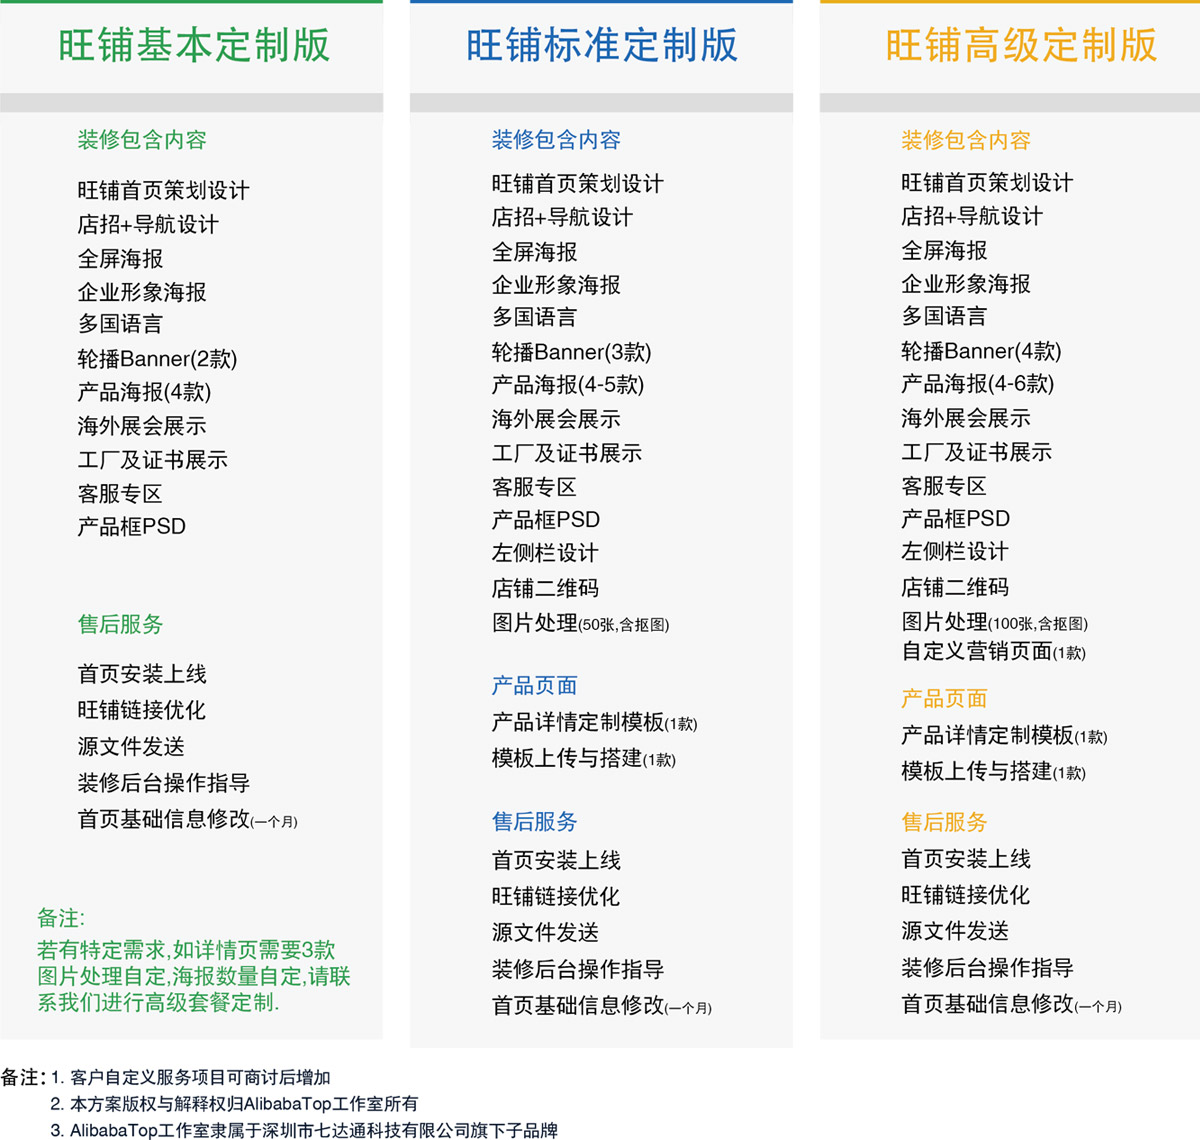 旺铺基本定制版
装修包含内容
旺铺首页策划设计
店招+导航设计
全屏海报
企业形象海报
多国语言
轮播Banner(2款)
产品海报(4款)
海外展会展示
工厂及证书展示
客服专区
产品框PSD
售后服务
首页安装上线
旺铺链接优化
源文件发送
装修后台操作指导
首页基础信息修改(一个月)
备注:
若有特定需求,如详情页需要3款
图片处理自定,海报数量自定,请联
系我们进行高级套餐定制.
旺铺标准定制版
装修包含内容
旺铺首页策划设计
店招+导航设计
全屏海报
企业形象海报
多国语言
轮播Banner(3款)
产品海报(4-5款)
海外展会展示
工厂及证书展示
客服专区
产品框PSD
左侧栏设计
店铺二维码
图片处理(50张,含抠图)
产品页面
产品详情定制模板(1款)
模板上传与搭建(1款)
售后服务
首页安装上线
旺铺链接优化
源文件发送
装修后台操作指导
首页基础信息修改(一个月)
旺铺高级定制版
装修包含内容
旺铺首页策划设计
店招+导航设计
全屏海报
企业形象海报
多国语言
轮播Banner(4款)
产品海报(4-6款)
海外展会展示
工厂及证书展示
客服专区
产品框PSD
左侧栏设计
店铺二维码
图片处理(100张,含抠图)
自定义营销页面(1款)
产品页面
产品详情定制模板(1款)
模板上传与搭建(1款)
售后服务
首页安装上线
旺铺链接优化
源文件发送
装修后台操作指导
首页基础信息修改(一个月)
备注: 1. 客户自定义服务项目可商讨后增加
2. 本方案版权与解释权归AlibabaTop工作室所有
3. AlibabaTop工作室隶属于深圳市七达通科技有限公司旗下子品牌